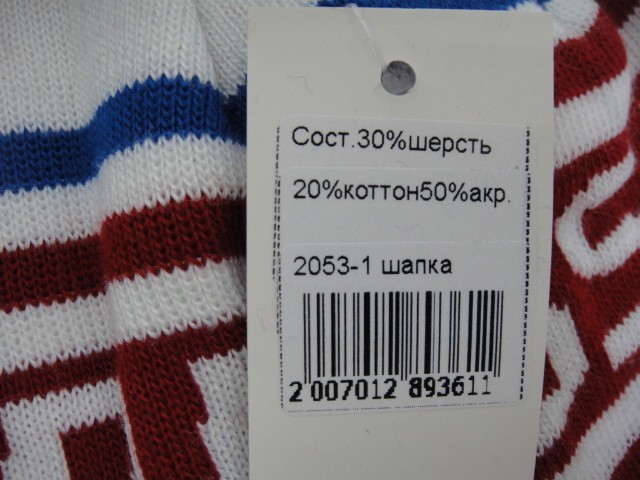 Сост.30%шерсть
20%коттон50%акр.
2053-1 шапка
2 007012 893611